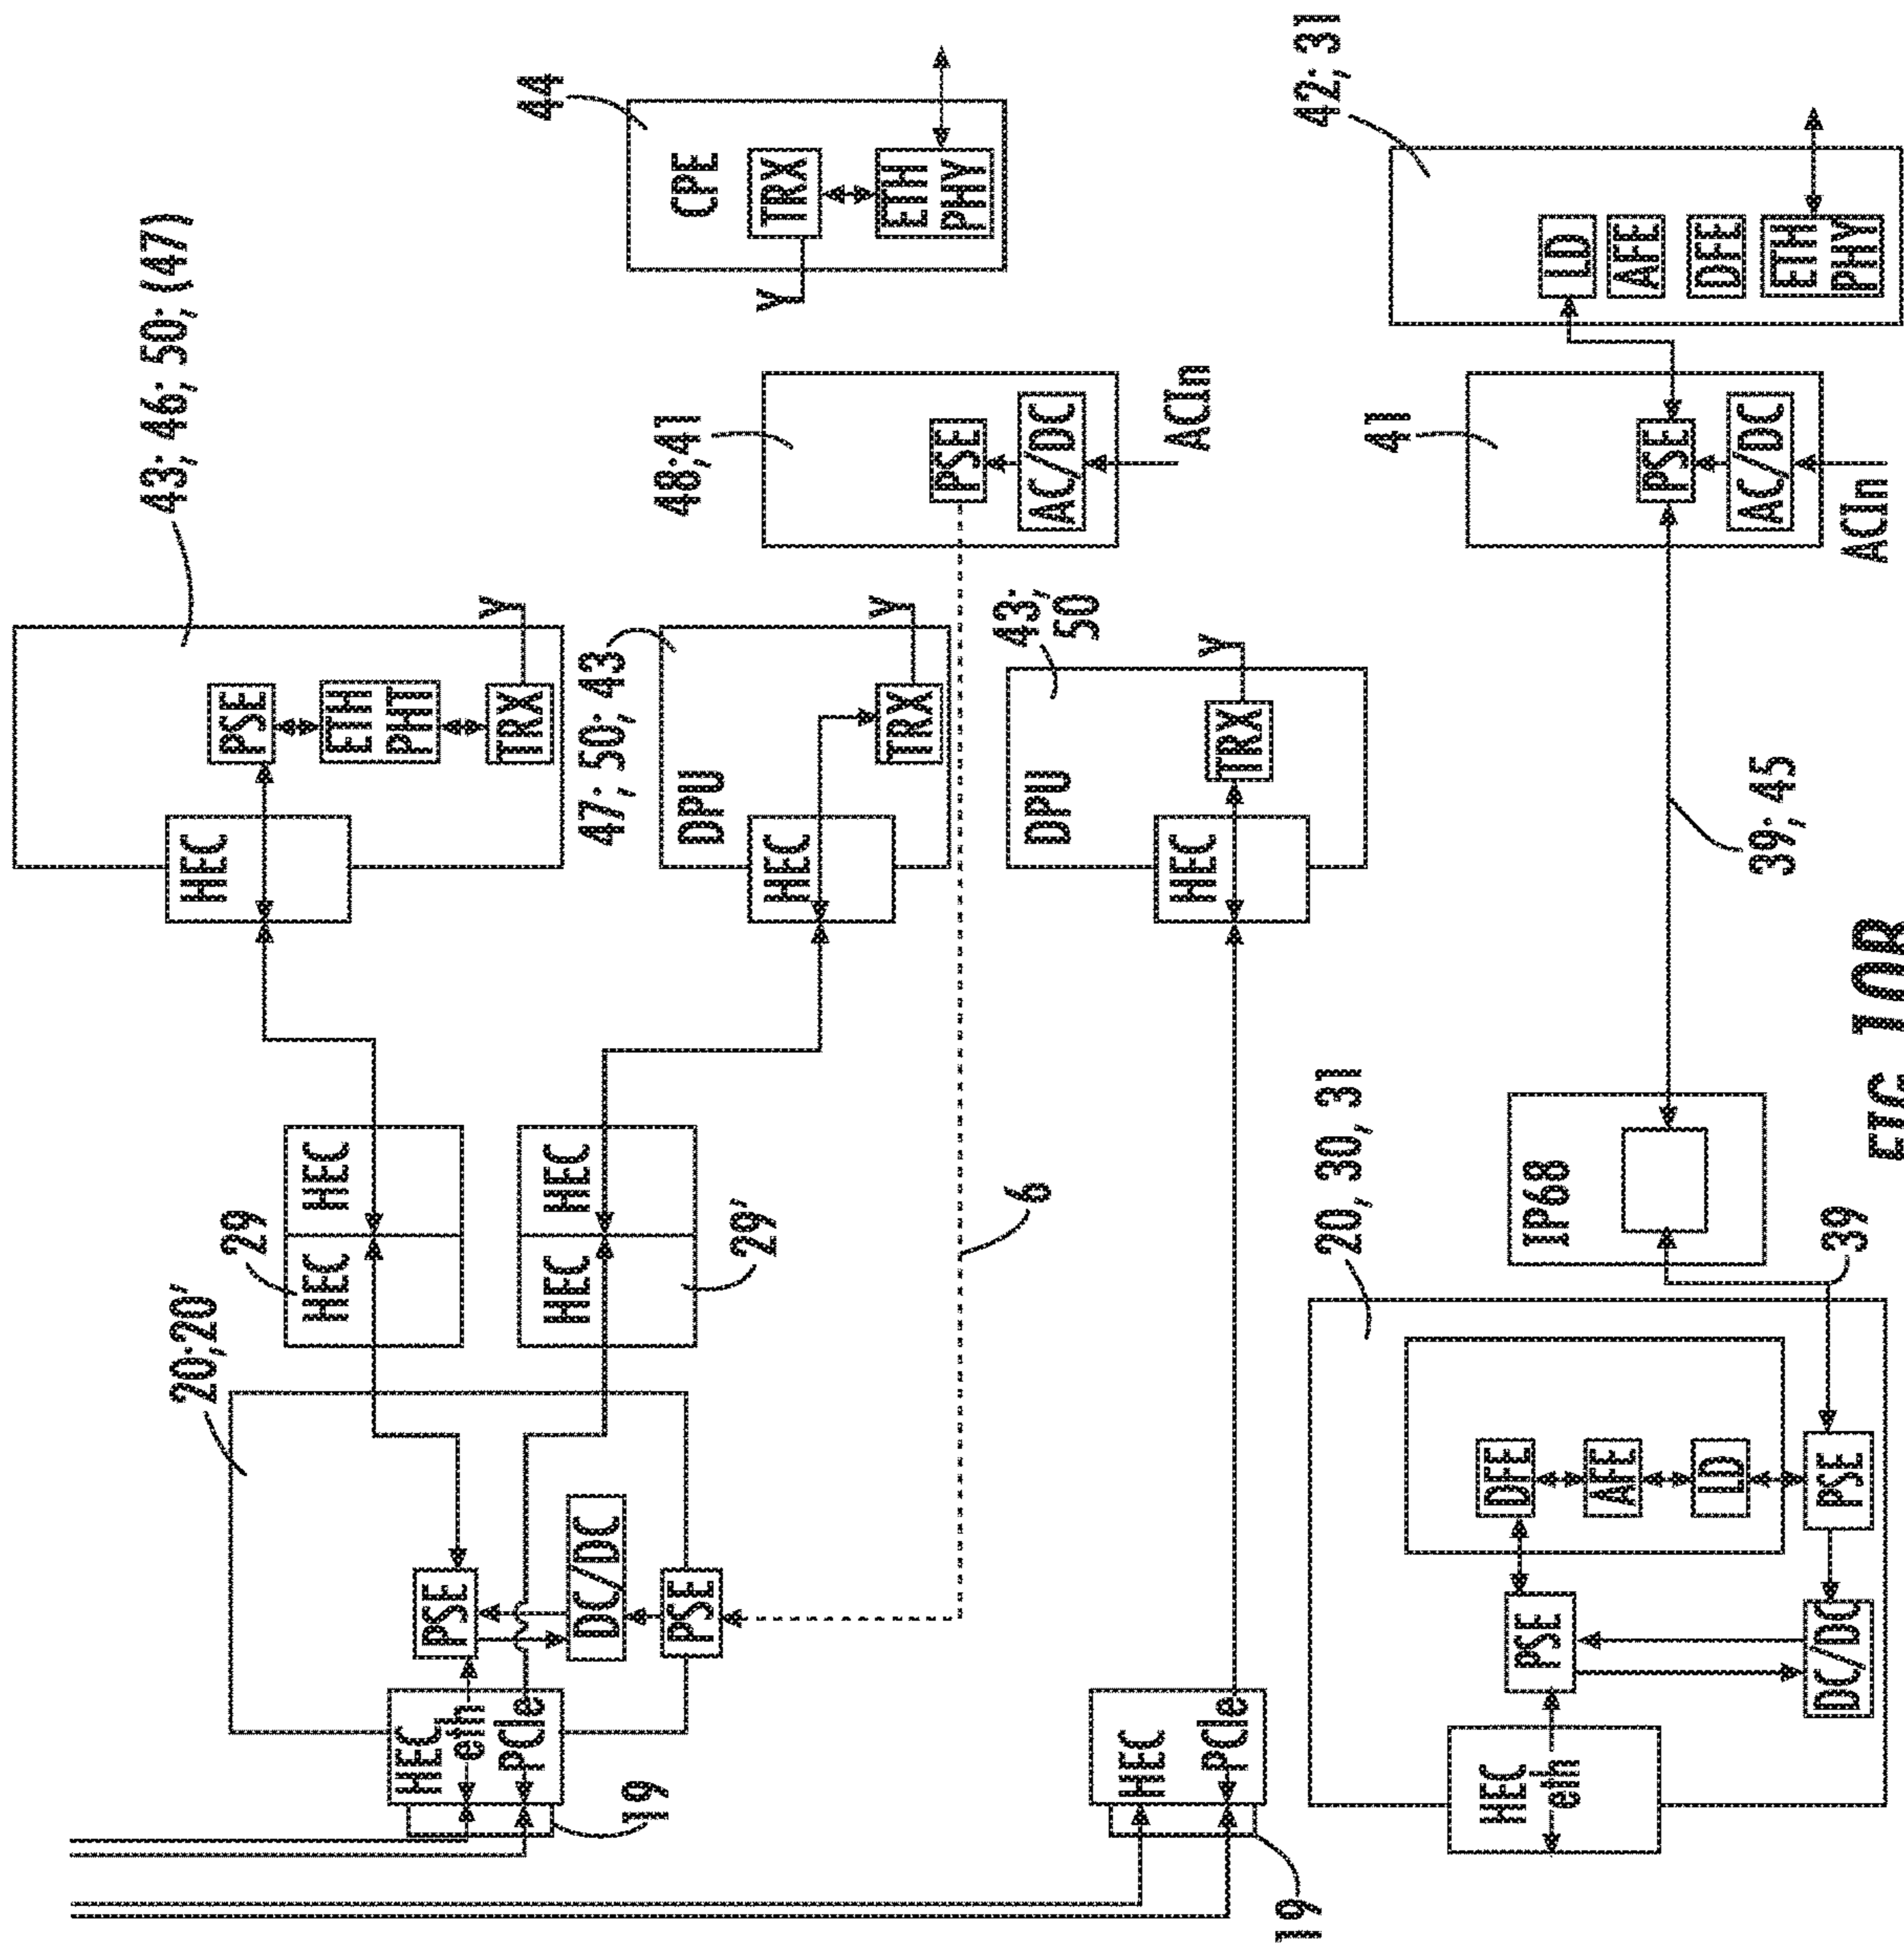 20;20'
HEC
eth
PCIe
19
PSE
DC/DC
PSE
29
HEC
HEC
HEC
HEC
29'
43; 46; 50; (47)
HEC
PSE
ETH
PHT
TRX
Y
47; 50; 43
DPU
HEC
TRX
Y
6
48;41
PSE
AC/DC
ACIn
44
CPE
TRX
Y
ETH
PHY
19
HEC
PCIe
43;
50
DPU
HEC
TRX
Y
20, 30, 31
HEC
eth
PSE
DC/DC
DFE
AFE
LD
PSE
39
IP68
39; 45
41
PSE
AC/DC
ACIn
42; 31
LD
AFE
DFE
ETH
PHY
FIG 10B